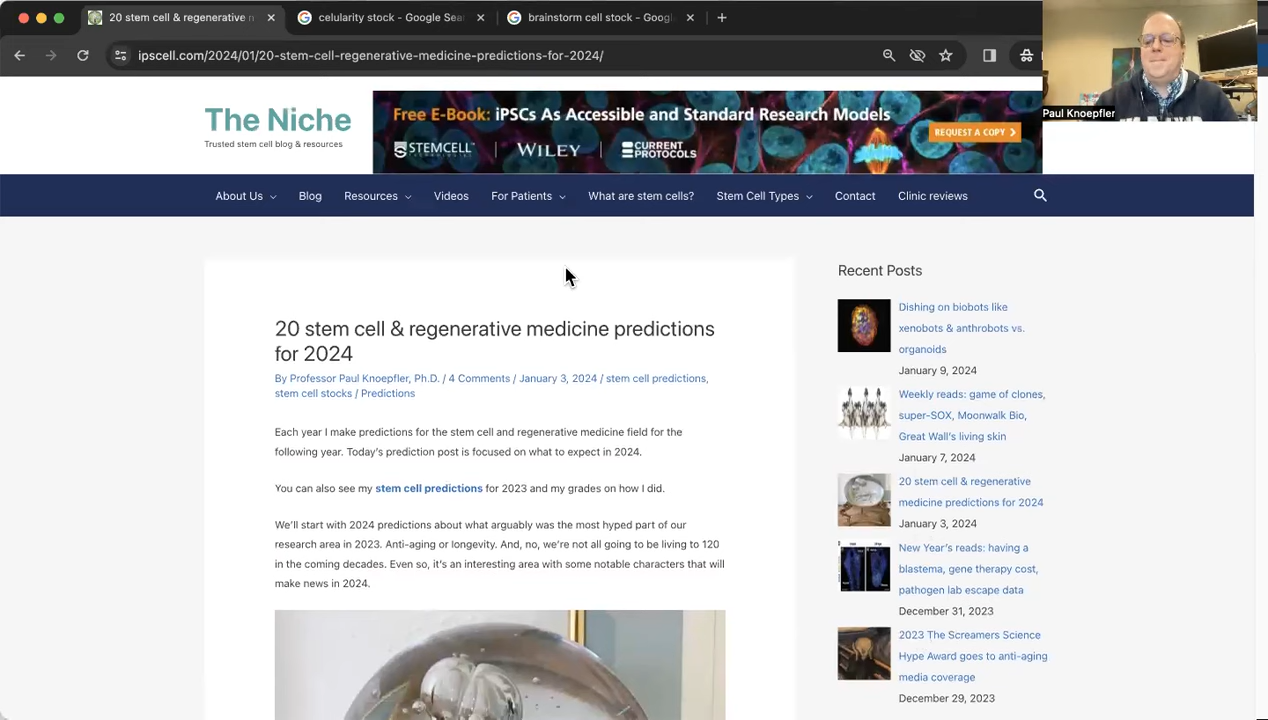 20 stem cell & regenerative n
celularity stock - Google Sea
brainstorm cell stock - Goog
ipscell.com/2024/01/20-stem-cell-regenerative-medicine-predictions-for-2024/
Paul Knoepfler
The Niche
Trusted stem cell blog & resources
Free E-Book: iPSCs As Accessible and Standard Research Models
STEMCELL
WILEY
CURRENT
PROTOCOLS
REQUEST A COPY
About Us
Blog
Resources
Videos
For Patients
What are stem cells?
Stem Cell Types
Contact
Clinic reviews
20 stem cell & regenerative medicine predictions
for 2024
By Professor Paul Knoepfler, Ph.D. / 4 Comments / January 3, 2024 / stem cell predictions,
stem cell stocks / Predictions
Each year I make predictions for the stem cell and regenerative medicine field for the
following year. Today's prediction post is focused on what to expect in 2024.
You can also see my stem cell predictions for 2023 and my grades on how I did.
We'll start with 2024 predictions about what arguably was the most hyped part of our
research area in 2023. Anti-aging or longevity. And, no, we're not all going to be living to 120
in the coming decades. Even so, it's an interesting area with some notable characters that will
make news in 2024.
Recent Posts
Dishing on biobots like
xenobots & anthrobots vs.
organoids
January 9, 2024
Weekly reads: game of clones,
super-SOX, Moonwalk Bio,
Great Wall's living skin
January 7, 2024
20 stem cell & regenerative
medicine predictions for 2024
January 3, 2024
New Year's reads: having a
blastema, gene therapy cost,
pathogen lab escape data
December 31, 2023
2023 The Screamers Science
Hype Award goes to anti-aging
media coverage
December 29, 2023